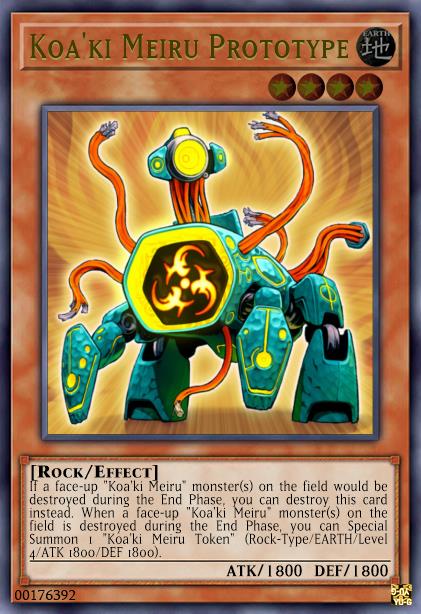 KOA'KI MEIRU PROTOTYPE
EARTH
地
[ROCK/EFFECT]
If a face-up "Koa'ki Meiru" monster(s) on the field would be
destroyed during the End Phase, you can destroy this card
instead. When a face-up "Koa'ki Meiru" monster(s) on the
field is destroyed during the End Phase, you can Special
Summon 1 "Koa'ki Meiru Token" (Rock-Type/EARTH/Level
4/ATK 1800/DEF 1800).
ATK/1800 DEF/1800
00176392